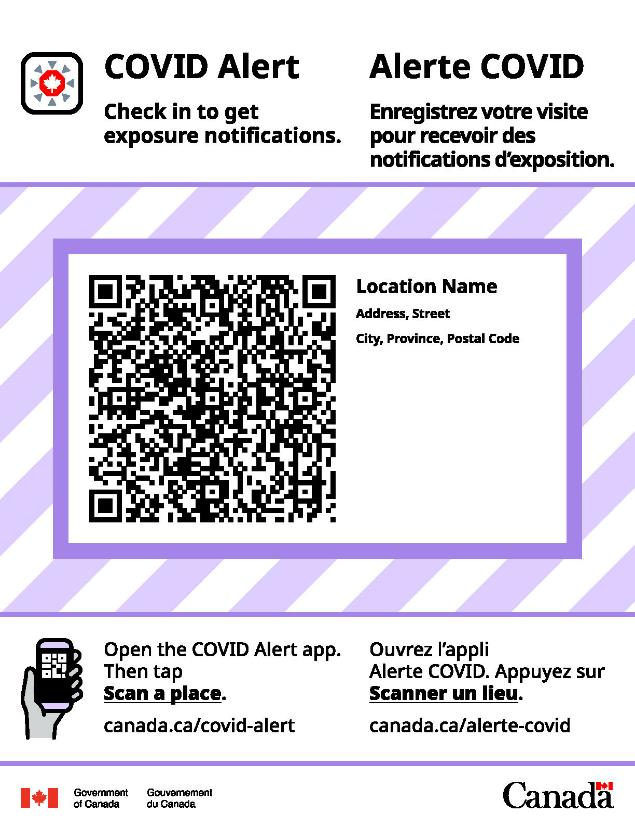 COVID Alert
Check in to get
exposure notifications.
Alerte COVID
Enregistrez votre visite
pour recevoir des
notifications d'exposition.
Location Name
Address, Street
City, Province, Postal Code
Open the COVID Alert app.
Then tap
Scan a place.
canada.ca/covid-alert
Ouvrez l'appli
Alerte COVID. Appuyez sur
Scanner un lieu.
canada.ca/alerte-covid
Government
of Canada
Gouvernement
du Canada
Canada